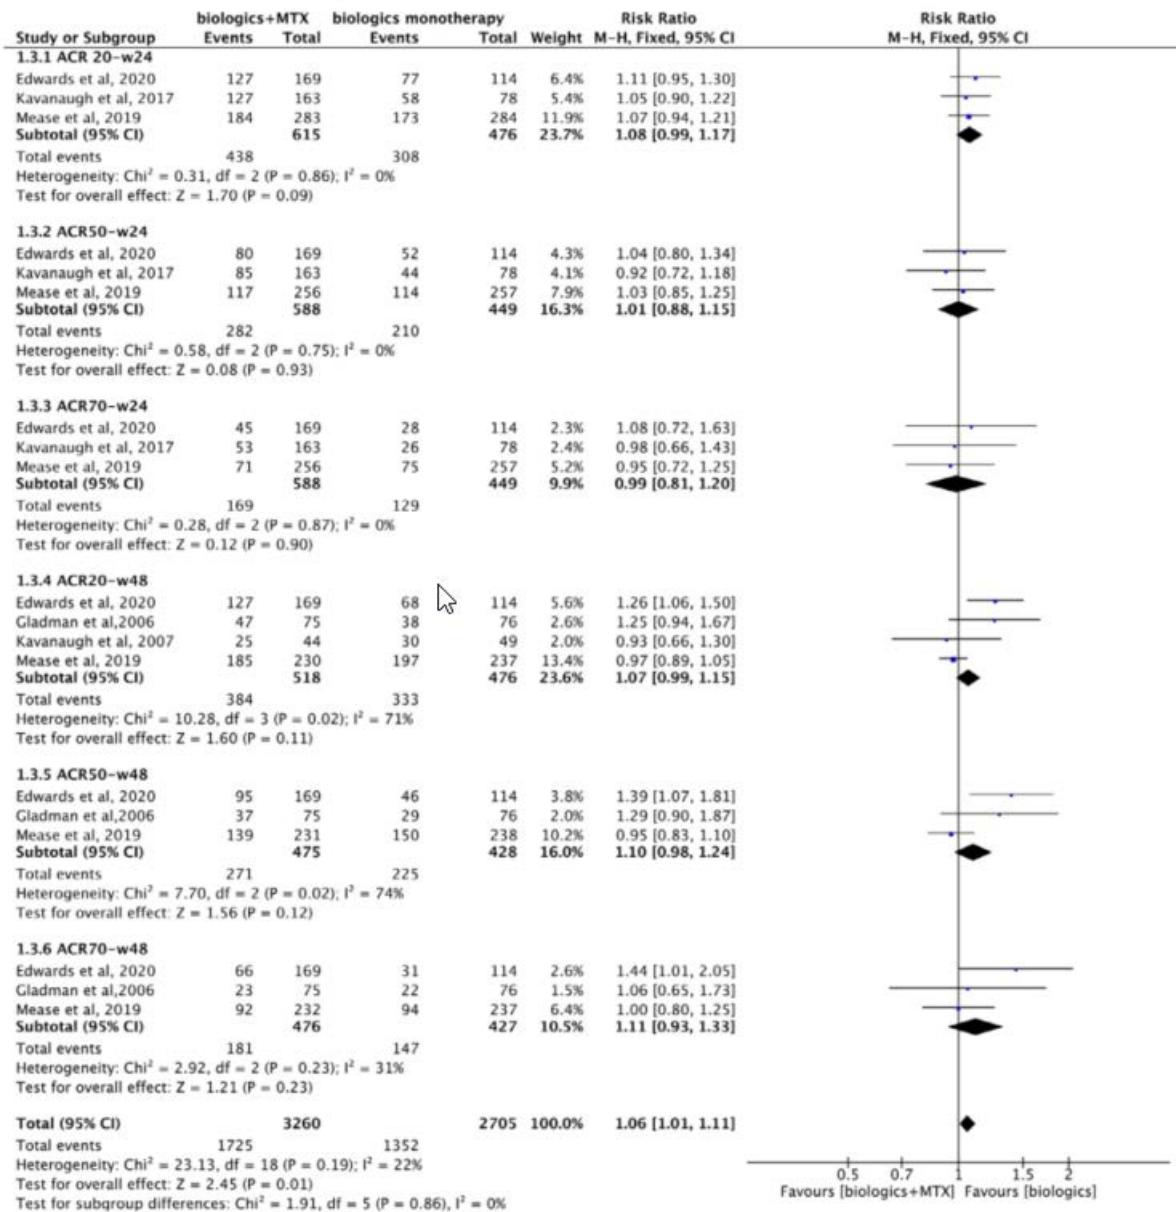 biologics+MTX biologics monotherapy Risk Ratio Risk Ratio
Study or Subgroup Events Total Events Total Weight M-H, Fixed, 95% CI M-H, Fixed, 95% CI
1.3.1 ACR 20-w24
Edwards et al, 2020 127 169 77 114 6.4% 1.11 [0.95, 1.30]
Kavanaugh et al, 2017 127 163 58 78 5.4% 1.05 [0.90, 1.22]
Mease et al, 2019 184 283 173 284 11.9% 1.07 [0.94, 1.21]
Subtotal (95% CI) 615 476 23.7% 1.08 [0.99, 1.17]
Total events 438 308
Heterogeneity: Chi² = 0.31, df = 2 (P = 0.86); I² = 0%
Test for overall effect: Z = 1.70 (P = 0.09)
1.3.2 ACR50-w24
Edwards et al, 2020 80 169 52 114 4.3% 1.04 [0.80, 1.34]
Kavanaugh et al, 2017 85 163 44 78 4.1% 0.92 [0.72, 1.18]
Mease et al, 2019 117 256 114 257 7.9% 1.03 [0.85, 1.25]
Subtotal (95% CI) 588 449 16.3% 1.01 [0.88, 1.15]
Total events 282 210
Heterogeneity: Chi² = 0.58, df = 2 (P = 0.75); I² = 0%
Test for overall effect: Z = 0.08 (P = 0.93)
1.3.3 ACR70-w24
Edwards et al, 2020 45 169 28 114 2.3% 1.08 [0.72, 1.63]
Kavanaugh et al, 2017 53 163 26 78 2.4% 0.98 [0.66, 1.43]
Mease et al, 2019 71 256 75 257 5.2% 0.95 [0.72, 1.25]
Subtotal (95% CI) 588 449 9.9% 0.99 [0.81, 1.20]
Total events 169 129
Heterogeneity: Chi² = 0.28, df = 2 (P = 0.87); I² = 0%
Test for overall effect: Z = 0.12 (P = 0.90)
1.3.4 ACR20-w48
Edwards et al, 2020 127 169 68 114 5.6% 1.26 [1.06, 1.50]
Gladman et al,2006 47 75 38 76 2.6% 1.25 [0.94, 1.67]
Kavanaugh et al, 2007 25 44 30 49 2.0% 0.93 [0.66, 1.30]
Mease et al, 2019 185 230 197 237 13.4% 0.97 [0.89, 1.05]
Subtotal (95% CI) 518 476 23.6% 1.07 [0.99, 1.15]
Total events 384 333
Heterogeneity: Chi² = 10.28, df = 3 (P = 0.02); I² = 71%
Test for overall effect: Z = 1.60 (P = 0.11)
1.3.5 ACR50-w48
Edwards et al, 2020 95 169 46 114 3.8% 1.39 [1.07, 1.81]
Gladman et al,2006 37 75 29 76 2.0% 1.29 [0.90, 1.87]
Mease et al, 2019 139 231 150 238 10.2% 0.95 [0.83, 1.10]
Subtotal (95% CI) 475 428 16.0% 1.10 [0.98, 1.24]
Total events 271 225
Heterogeneity: Chi² = 7.70, df = 2 (P = 0.02); I² = 74%
Test for overall effect: Z = 1.56 (P = 0.12)
1.3.6 ACR70-w48
Edwards et al, 2020 66 169 31 114 2.6% 1.44 [1.01, 2.05]
Gladman et al,2006 23 75 22 76 1.5% 1.06 [0.65, 1.73]
Mease et al, 2019 92 232 94 237 6.4% 1.00 [0.80, 1.25]
Subtotal (95% CI) 476 427 10.5% 1.11 [0.93, 1.33]
Total events 181 147
Heterogeneity: Chi² = 2.92, df = 2 (P = 0.23); I² = 31%
Test for overall effect: Z = 1.21 (P = 0.23)
Total (95% CI) 3260 2705 100.0% 1.06 [1.01, 1.11]
Total events 1725 1352
Heterogeneity: Chi² = 23.13, df = 18 (P = 0.19); I² = 22%
Test for overall effect: Z = 2.45 (P = 0.01)
Test for subgroup differences: Chi² = 1.91, df = 5 (P = 0.86), I² = 0%
0.5 0.7 1 1.5 2
Favours [biologics+MTX] Favours [biologics]